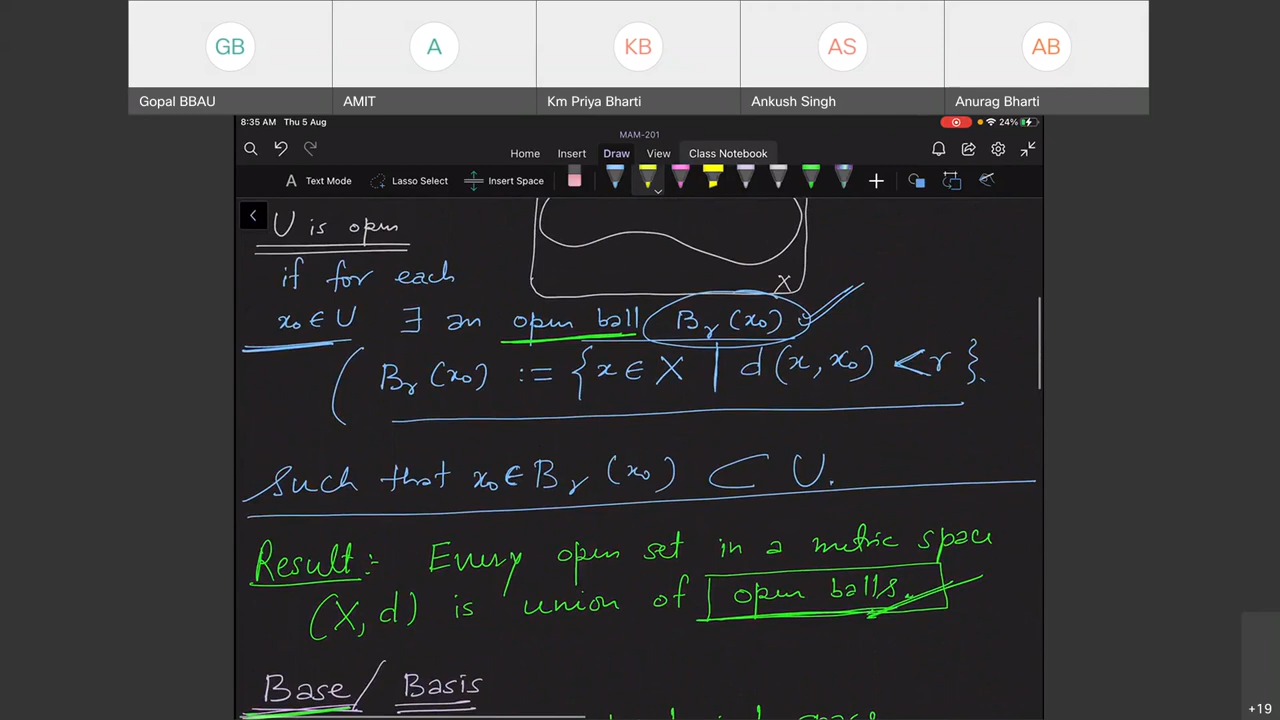 GB A KB AS AB
Gopal BBAU AMIT Km Priya Bharti Ankush Singh Anurag Bharti
8:35 AM Thu 5 Aug 24%
MAM-201
Home Insert Draw View Class Notebook
A Text Mode Lasso Select Insert Space
U is open
X
if for each
x₀ ∈ U ∃ an open ball Bᵣ(x₀)
( Bᵣ(x₀) := {x ∈ X | d(x, x₀) < r}.
such that x₀ ∈ Bᵣ(x₀) ⊂ U.
Result:- Every open set in a metric space
(X, d) is union of open balls.
Base / Basis
+19